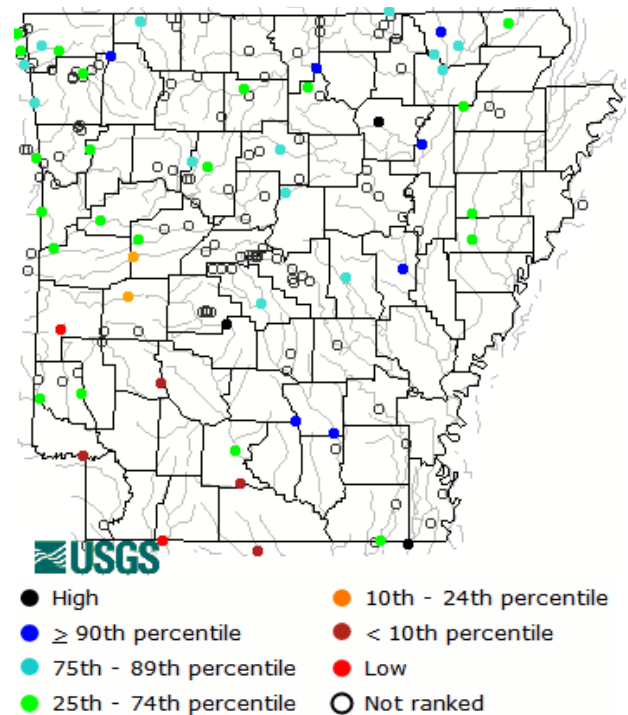 USGS
High
10th - 24th percentile
≥ 90th percentile
< 10th percentile
75th - 89th percentile
Low
25th - 74th percentile
Not ranked